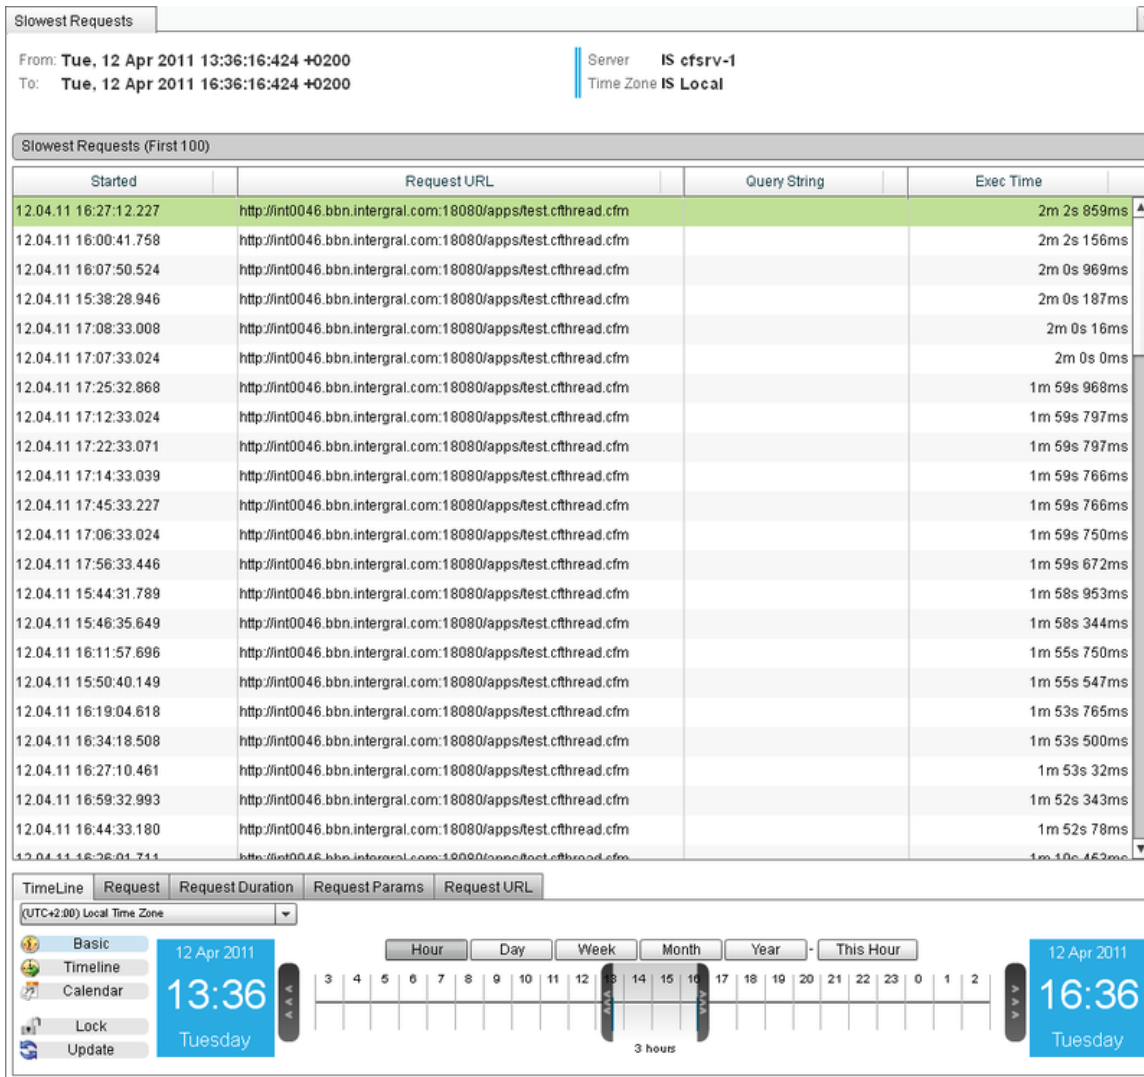 Slowest Requests
From: Tue, 12 Apr 2011 13:36:16:424 +0200
To: Tue, 12 Apr 2011 16:36:16:424 +0200
Server IS cfsrv-1
Time Zone IS Local
Slowest Requests (First 100)
Started Request URL Query String Exec Time
12.04.11 16:27:12.227 http://int0046.bbn.intergral.com:18080/apps/test.cfthread.cfm 2m 2s 859ms
12.04.11 16:00:41.758 http://int0046.bbn.intergral.com:18080/apps/test.cfthread.cfm 2m 2s 156ms
12.04.11 16:07:50.524 http://int0046.bbn.intergral.com:18080/apps/test.cfthread.cfm 2m 0s 969ms
12.04.11 15:38:28.946 http://int0046.bbn.intergral.com:18080/apps/test.cfthread.cfm 2m 0s 187ms
12.04.11 17:08:33.008 http://int0046.bbn.intergral.com:18080/apps/test.cfthread.cfm 2m 0s 16ms
12.04.11 17:07:33.024 http://int0046.bbn.intergral.com:18080/apps/test.cfthread.cfm 2m 0s 0ms
12.04.11 17:25:32.868 http://int0046.bbn.intergral.com:18080/apps/test.cfthread.cfm 1m 59s 968ms
12.04.11 17:12:33.024 http://int0046.bbn.intergral.com:18080/apps/test.cfthread.cfm 1m 59s 797ms
12.04.11 17:22:33.071 http://int0046.bbn.intergral.com:18080/apps/test.cfthread.cfm 1m 59s 797ms
12.04.11 17:14:33.039 http://int0046.bbn.intergral.com:18080/apps/test.cfthread.cfm 1m 59s 766ms
12.04.11 17:45:33.227 http://int0046.bbn.intergral.com:18080/apps/test.cfthread.cfm 1m 59s 766ms
12.04.11 17:06:33.024 http://int0046.bbn.intergral.com:18080/apps/test.cfthread.cfm 1m 59s 750ms
12.04.11 17:56:33.446 http://int0046.bbn.intergral.com:18080/apps/test.cfthread.cfm 1m 59s 672ms
12.04.11 15:44:31.789 http://int0046.bbn.intergral.com:18080/apps/test.cfthread.cfm 1m 58s 953ms
12.04.11 15:46:35.649 http://int0046.bbn.intergral.com:18080/apps/test.cfthread.cfm 1m 58s 344ms
12.04.11 16:11:57.696 http://int0046.bbn.intergral.com:18080/apps/test.cfthread.cfm 1m 55s 750ms
12.04.11 15:50:40.149 http://int0046.bbn.intergral.com:18080/apps/test.cfthread.cfm 1m 55s 547ms
12.04.11 16:19:04.618 http://int0046.bbn.intergral.com:18080/apps/test.cfthread.cfm 1m 53s 765ms
12.04.11 16:34:18.508 http://int0046.bbn.intergral.com:18080/apps/test.cfthread.cfm 1m 53s 500ms
12.04.11 16:27:10.461 http://int0046.bbn.intergral.com:18080/apps/test.cfthread.cfm 1m 53s 32ms
12.04.11 16:59:32.993 http://int0046.bbn.intergral.com:18080/apps/test.cfthread.cfm 1m 52s 343ms
12.04.11 16:44:33.180 http://int0046.bbn.intergral.com:18080/apps/test.cfthread.cfm 1m 52s 78ms
12.04.11 16:26:01.711 http://int0046.bbn.intergral.com:18080/apps/test.cfthread.cfm
TimeLine Request Request Duration Request Params Request URL
(UTC+2:00) Local Time Zone
Basic
Timeline
Calendar
Lock
Update
12 Apr 2011
13:36
Tuesday
Hour Day Week Month Year - This Hour
3 4 5 6 7 8 9 10 11 12 13 14 15 16 17 18 19 20 21 22 23 0 1 2
3 hours
12 Apr 2011
16:36
Tuesday